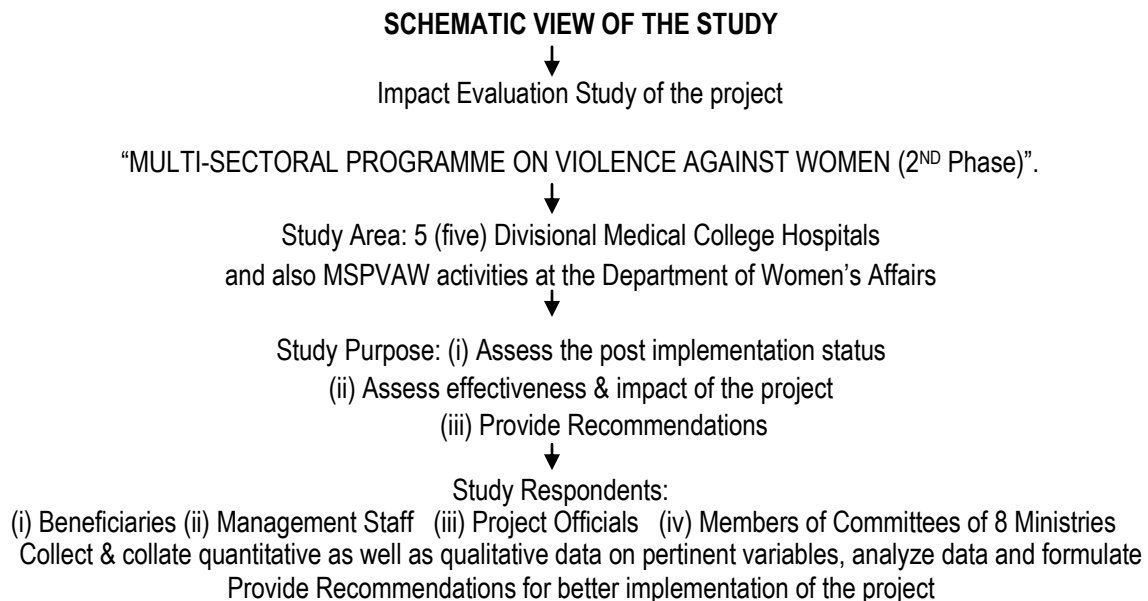 SCHEMATIC VIEW OF THE STUDY
Impact Evaluation Study of the project
“MULTI-SECTORAL PROGRAMME ON VIOLENCE AGAINST WOMEN (2ND Phase)”.
Study Area: 5 (five) Divisional Medical College Hospitals
and also MSPVAW activities at the Department of Women’s Affairs
Study Purpose: (i) Assess the post implementation status
(ii) Assess effectiveness & impact of the project
(iii) Provide Recommendations
Study Respondents:
(i) Beneficiaries (ii) Management Staff (iii) Project Officials (iv) Members of Committees of 8 Ministries
Collect & collate quantitative as well as qualitative data on pertinent variables, analyze data and formulate
Provide Recommendations for better implementation of the project